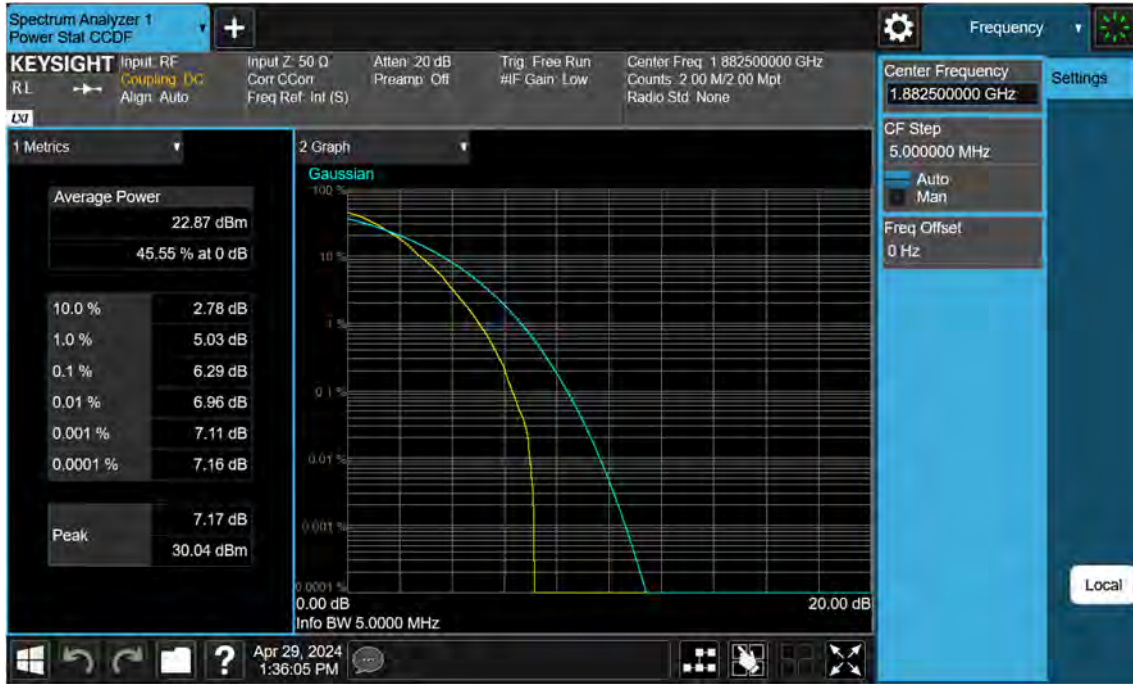 Spectrum Analyzer 1
Power Stat CCDF
+
Frequency
KEYSIGHT
RL
LXI
Input: RF
Coupling: DC
Align: Auto
Input Z: 50 Ω
Corr CCorr
Freq Ref: Int (S)
Atten: 20 dB
Preamp: Off
Trig: Free Run
#IF Gain: Low
Center Freq: 1.882500000 GHz
Counts: 2.00 M/2.00 Mpt
Radio Std: None
1 Metrics
Average Power
22.87 dBm
45.55 % at 0 dB
10.0 % 2.78 dB
1.0 % 5.03 dB
0.1 % 6.29 dB
0.01 % 6.96 dB
0.001 % 7.11 dB
0.0001 % 7.16 dB
Peak
7.17 dB
30.04 dBm
2 Graph
Gaussian
100 %
10 %
1 %
0.1 %
0.01 %
0.001 %
0.0001 %
0.00 dB 20.00 dB
Info BW 5.0000 MHz
Center Frequency
1.882500000 GHz
CF Step
5.000000 MHz
Auto
Man
Freq Offset
0 Hz
Settings
Local
?
Apr 29, 2024
1:36:05 PM